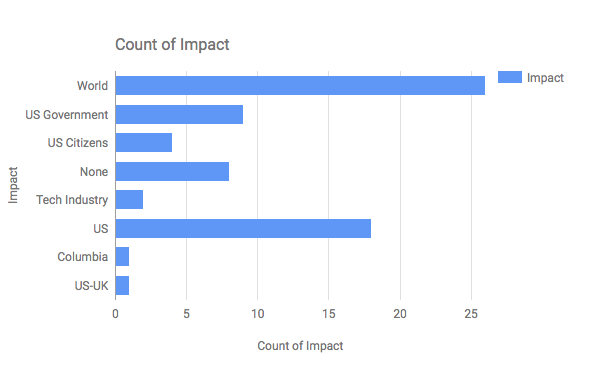 Count of Impact
Impact
World
US Government
US Citizens
None
Tech Industry
US
Columbia
US-UK
Impact
0 5 10 15 20 25
Count of Impact